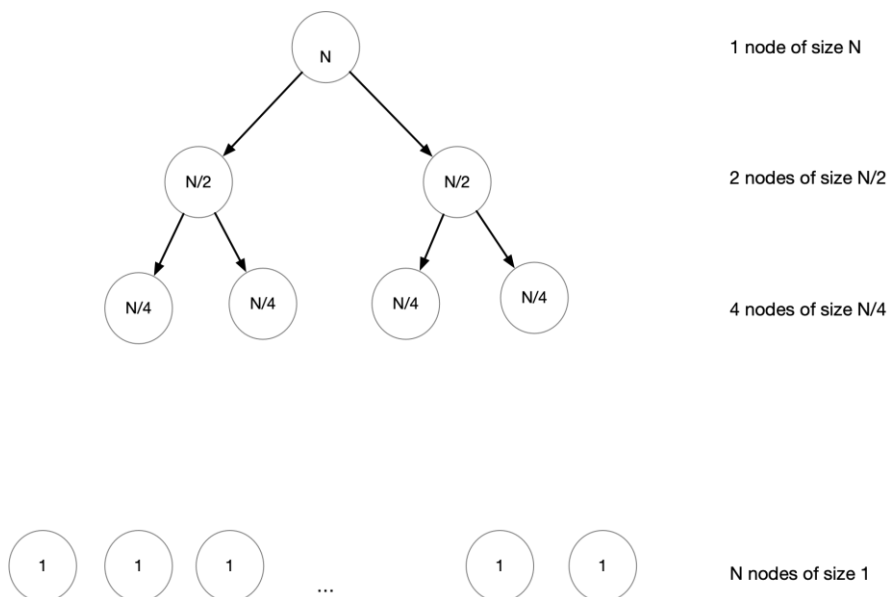 N
1 node of size N
N/2
N/2
2 nodes of size N/2
N/4
N/4
N/4
N/4
4 nodes of size N/4
1
1
1
...
1
1
N nodes of size 1